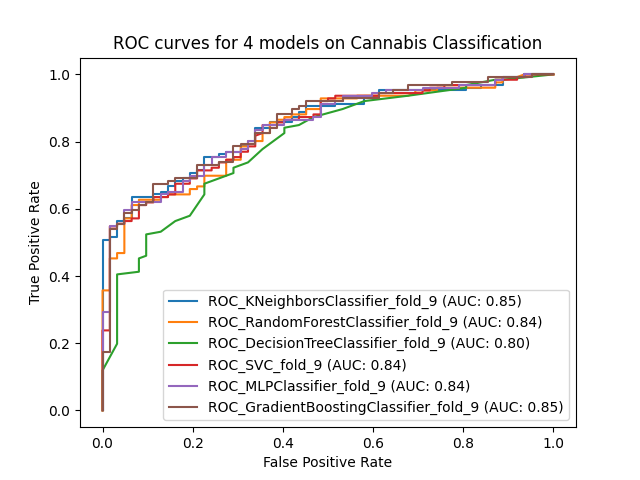 ROC curves for 4 models on Cannabis Classification
True Positive Rate
1.0
0.8
0.6
0.4
0.2
0.0
ROC_KNeighborsClassifier_fold_9 (AUC: 0.85)
ROC_RandomForestClassifier_fold_9 (AUC: 0.84)
ROC_DecisionTreeClassifier_fold_9 (AUC: 0.80)
ROC_SVC_fold_9 (AUC: 0.84)
ROC_MLPClassifier_fold_9 (AUC: 0.84)
ROC_GradientBoostingClassifier_fold_9 (AUC: 0.85)
0.0 0.2 0.4 0.6 0.8 1.0
False Positive Rate